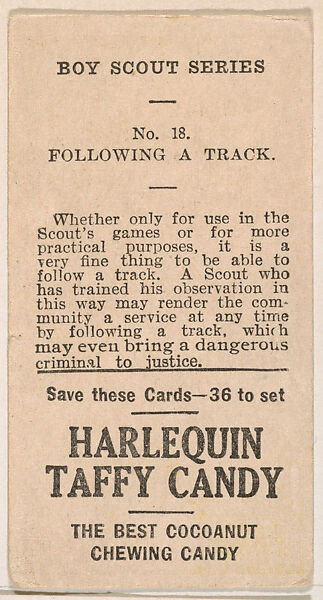 BOY SCOUT SERIES
No. 18.
FOLLOWING A TRACK.
Whether only for use in the
Scout's games or for more
practical purposes, it is a
very fine thing to be able to
follow a track. A Scout who
has trained his observation in
this way may render the com-
munity a service at any time
by following a track, which
may even bring a dangerous
criminal to justice.
Save these Cards—36 to set
HARLEQUIN
TAFFY CANDY
THE BEST COCOANUT
CHEWING CANDY